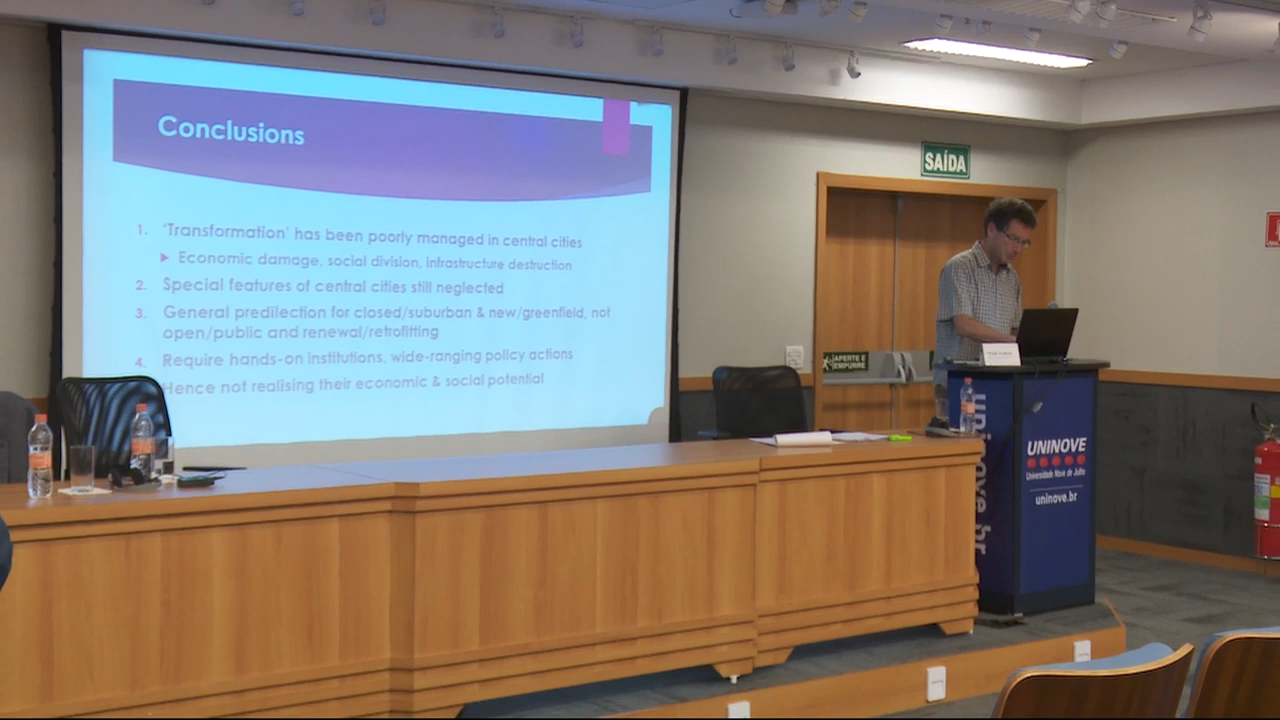 Conclusions
1. 'Transformation' has been poorly managed in central cities
Economic damage, social division, infrastructure destruction
2. Special features of central cities still neglected
3. General predilection for closed/suburban & new/greenfield, not
open/public and renewal/retrofitting
4. Require hands-on institutions, wide-ranging policy actions
Hence not realising their economic & social potential
SAÍDA
APERTE E
EMPURRE
uninove.br
UNINOVE
Universidade Nove de Julho
uninove.br